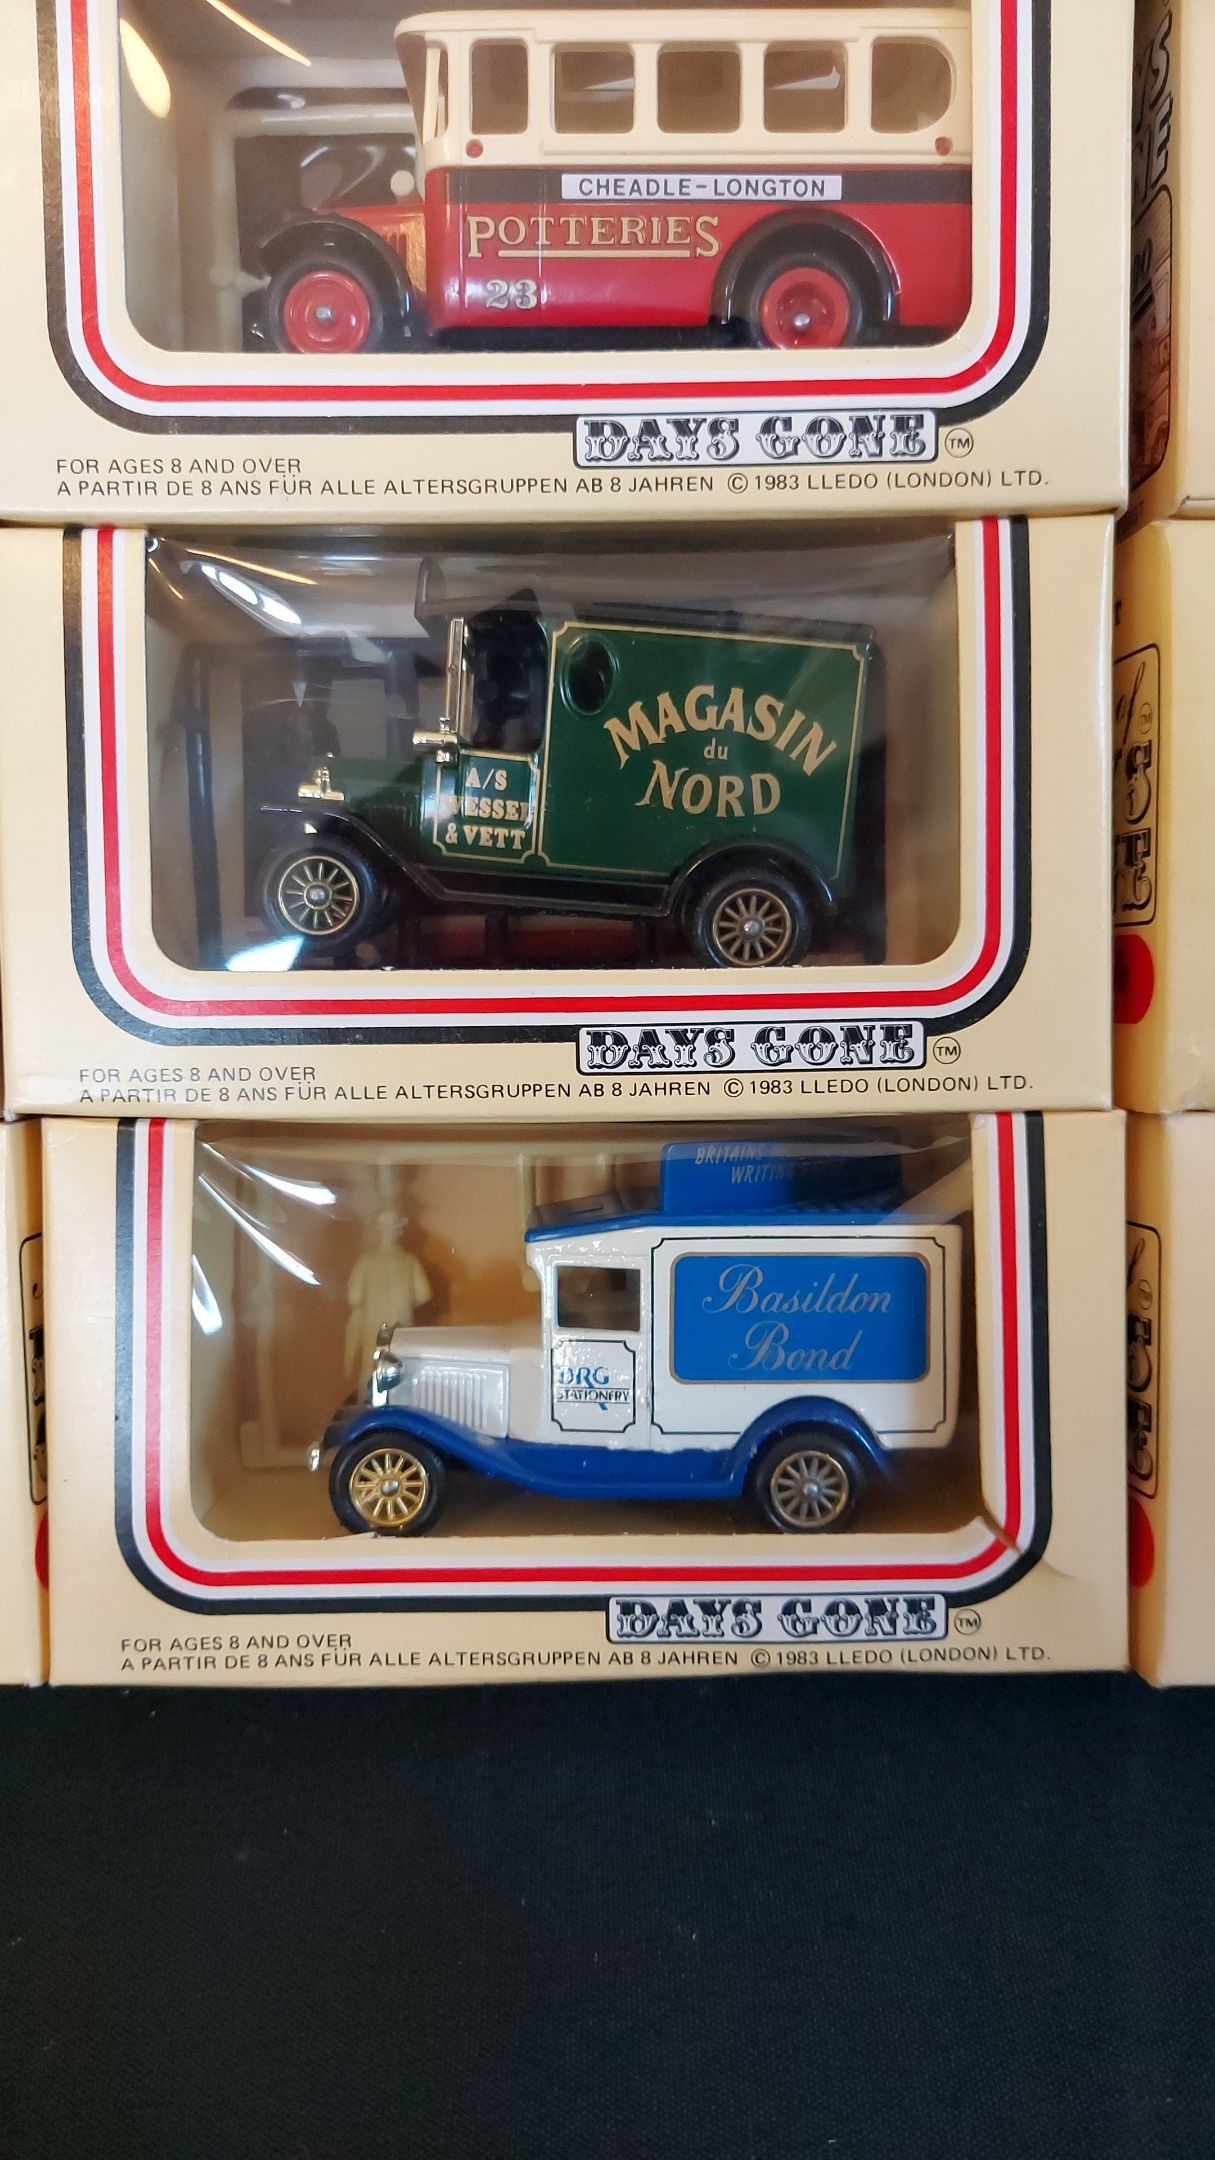 CHEADLE-LONGTON
POTTERIES
23
DAYS GONE TM
FOR AGES 8 AND OVER
A PARTIR DE 8 ANS FÜR ALLE ALTERSGRUPPEN AB 8 JAHREN © 1983 LLEDO (LONDON) LTD.
MAGASIN
du
NORD
A/S
WESSEL
& VETT
DAYS GONE TM
FOR AGES 8 AND OVER
A PARTIR DE 8 ANS FÜR ALLE ALTERSGRUPPEN AB 8 JAHREN © 1983 LLEDO (LONDON) LTD.
BRITAINS
WRITING
Basildon
Bond
DRG
STATIONERY
DAYS GONE TM
FOR AGES 8 AND OVER
A PARTIR DE 8 ANS FÜR ALLE ALTERSGRUPPEN AB 8 JAHREN © 1983 LLEDO (LONDON) LTD.